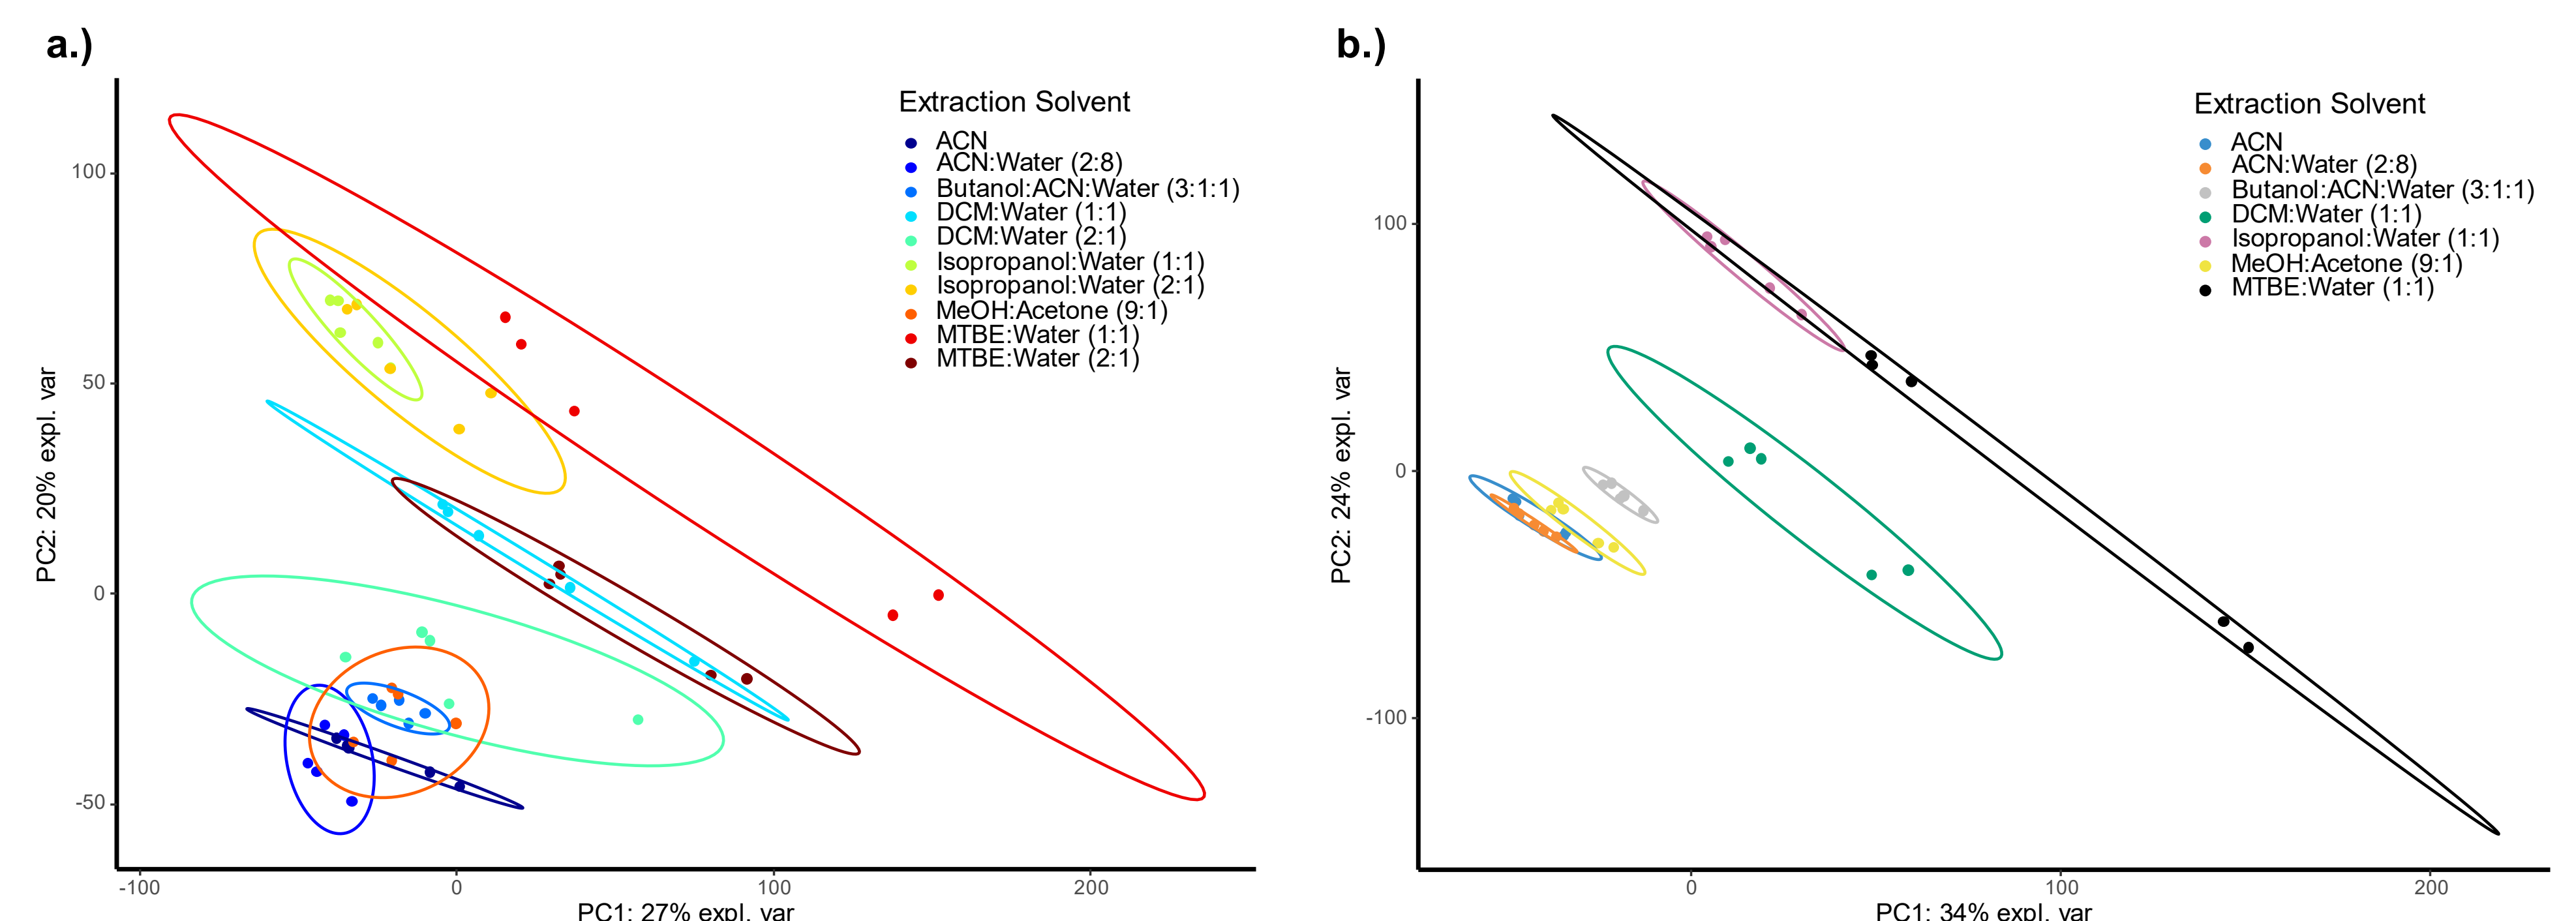 a.)
Extraction Solvent
ACN
ACN:Water (2:8)
Butanol:ACN:Water (3:1:1)
DCM:Water (1:1)
DCM:Water (2:1)
Isopropanol:Water (1:1)
Isopropanol:Water (2:1)
MeOH:Acetone (9:1)
MTBE:Water (1:1)
MTBE:Water (2:1)
PC2: 20% expl. var
100
50
0
-50
-100
0
100
200
PC1: 27% expl. var
b.)
Extraction Solvent
ACN
ACN:Water (2:8)
Butanol:ACN:Water (3:1:1)
DCM:Water (1:1)
Isopropanol:Water (1:1)
MeOH:Acetone (9:1)
MTBE:Water (1:1)
PC2: 24% expl. var
100
0
-100
0
100
200
PC1: 34% expl. var